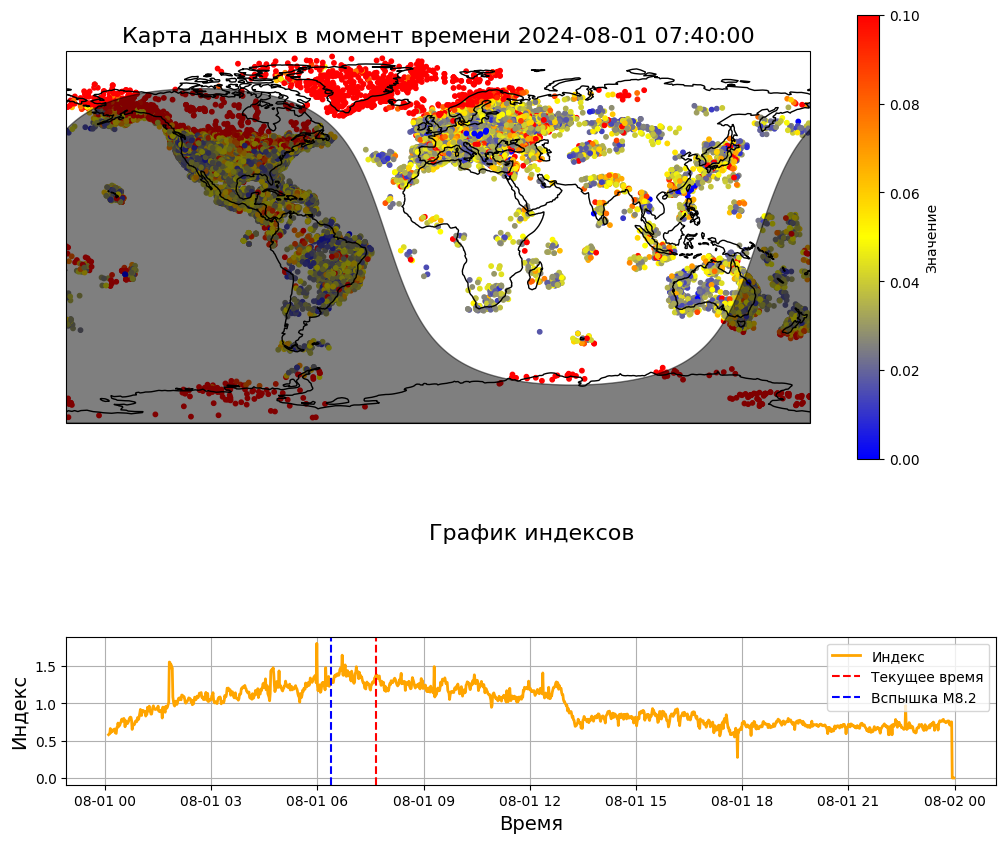 Карта данных в момент времени 2024-08-01 07:40:00
0.10
0.08
0.06
0.04
0.02
0.00
Значение
График индексов
Индекс
1.5
1.0
0.5
0.0
Индекс
Текущее время
Вспышка M8.2
08-01 00
08-01 03
08-01 06
08-01 09
08-01 12
08-01 15
08-01 18
08-01 21
08-02 00
Время